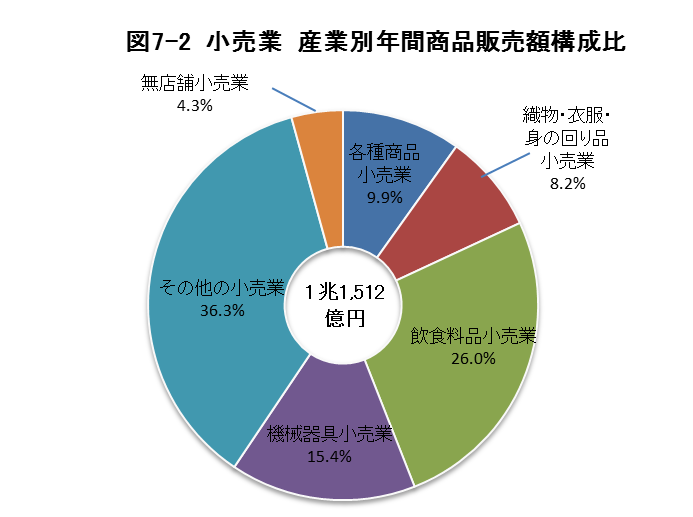 図7-2 小売業 産業別年間商品販売額構成比
無店舗小売業
4.3%
各種商品
小売業
9.9%
織物・衣服・
身の回り品
小売業
8.2%
その他の小売業
36.3%
1兆1,512
億円
飲食料品小売業
26.0%
機械器具小売業
15.4%